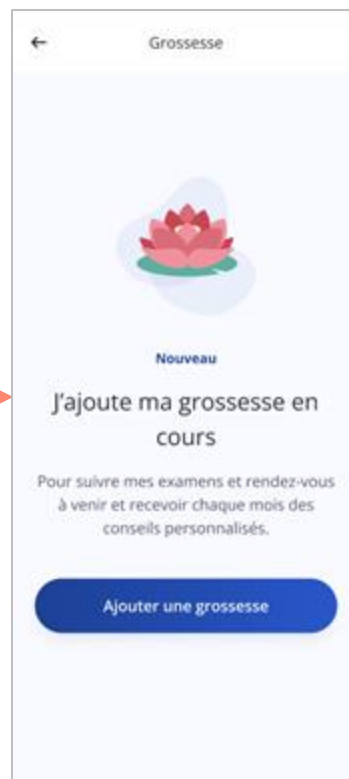 Grossesse
Nouveau
J'ajoute ma grossesse en
cours
Pour suivre mes examens et rendez-vous
à venir et recevoir chaque mois des
conseils personnalisés.
Ajouter une grossesse